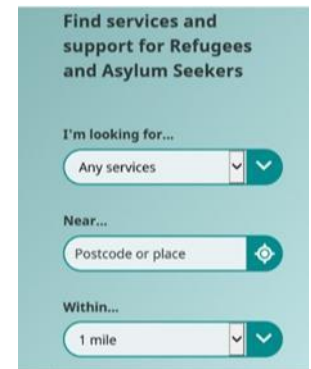 Find services and
support for Refugees
and Asylum Seekers
I'm looking for...
Any services
Near...
Postcode or place
Within...
1 mile